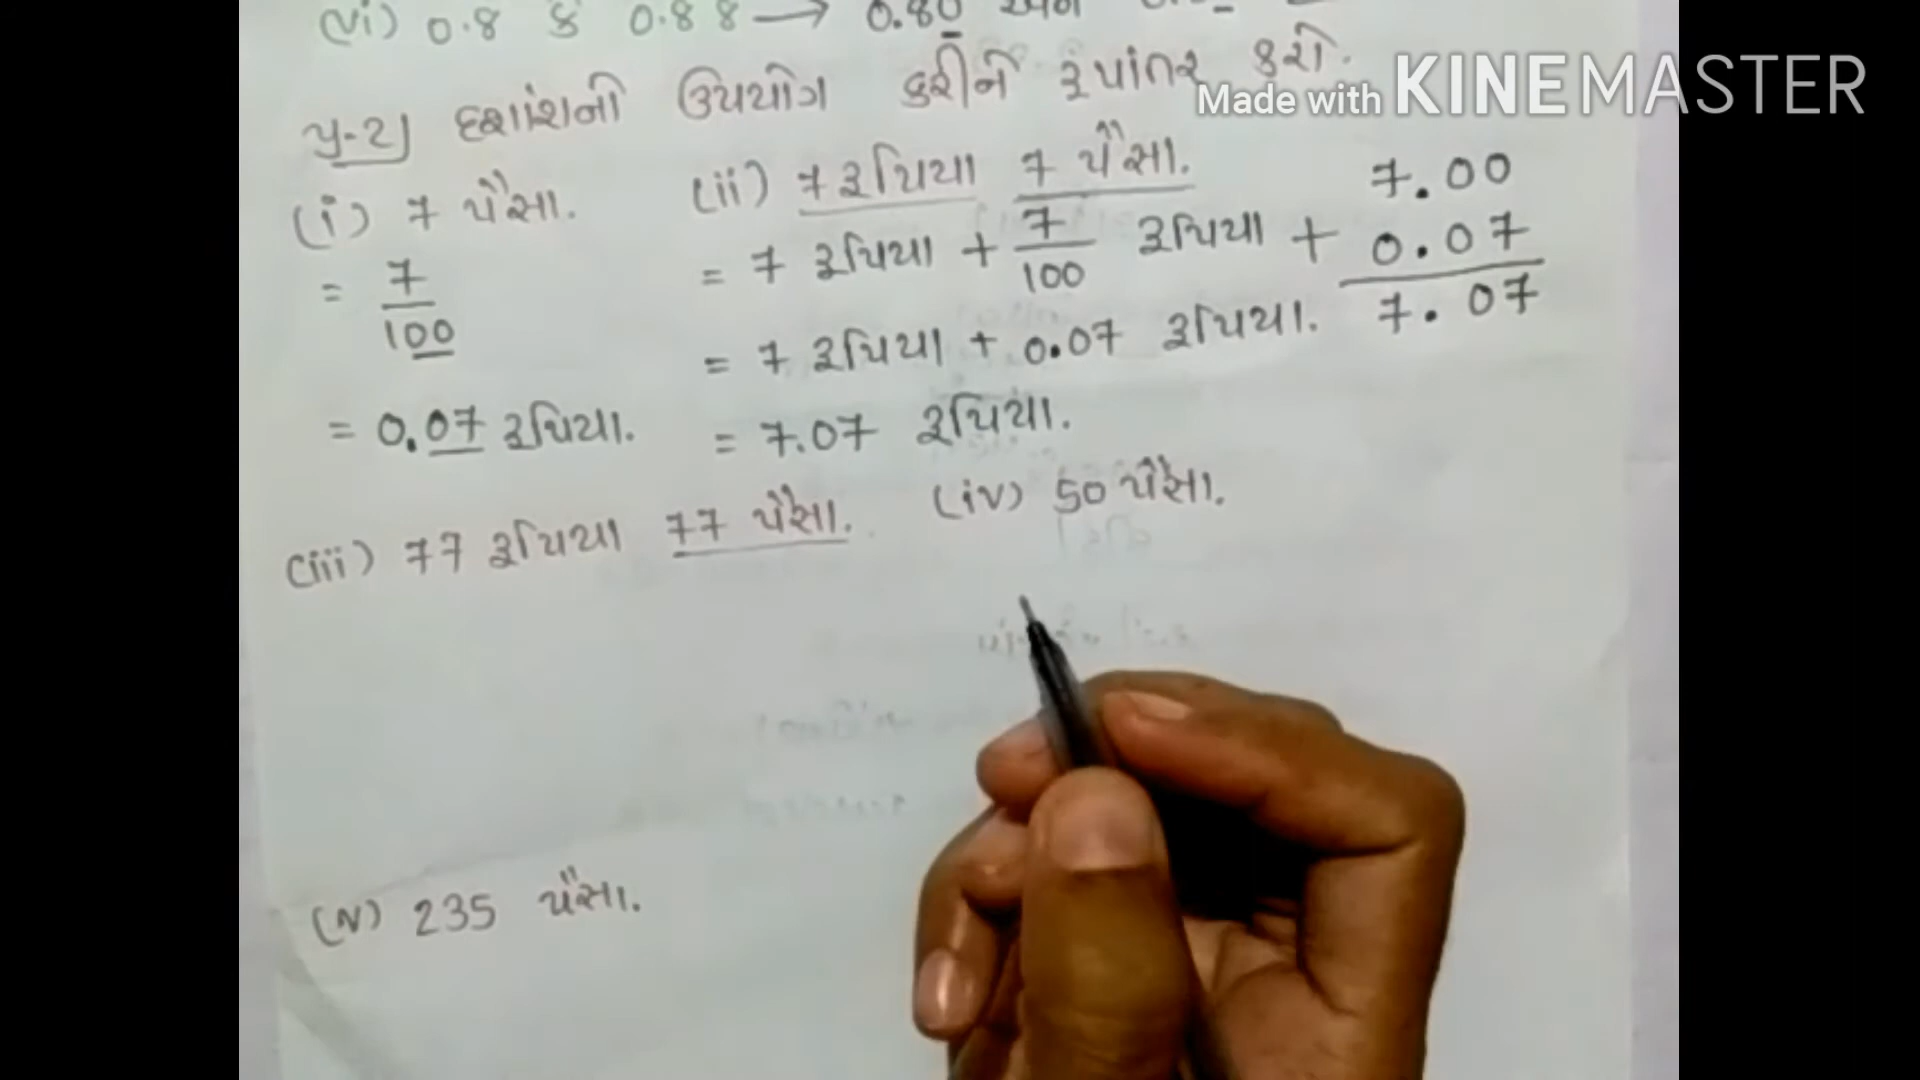 (vi) 0.8 કે 0.88 → 0.80
પ્ર-2) દશાંશનો ઉપયોગ કરીને રૂપાંતર કરો.
Made with KINEMASTER
(i) 7 પૈસા.
= 7/100
= 0.07 રૂપિયા.
(ii) 7 રૂપિયા 7 પૈસા.
= 7 રૂપિયા + 7/100 રૂપિયા
= 7 રૂપિયા + 0.07 રૂપિયા.
= 7.07 રૂપિયા.
7.00
+ 0.07
7.07
(iii) 77 રૂપિયા 77 પૈસા.
(iv) 50 પૈસા.
(v) 235 પૈસા.